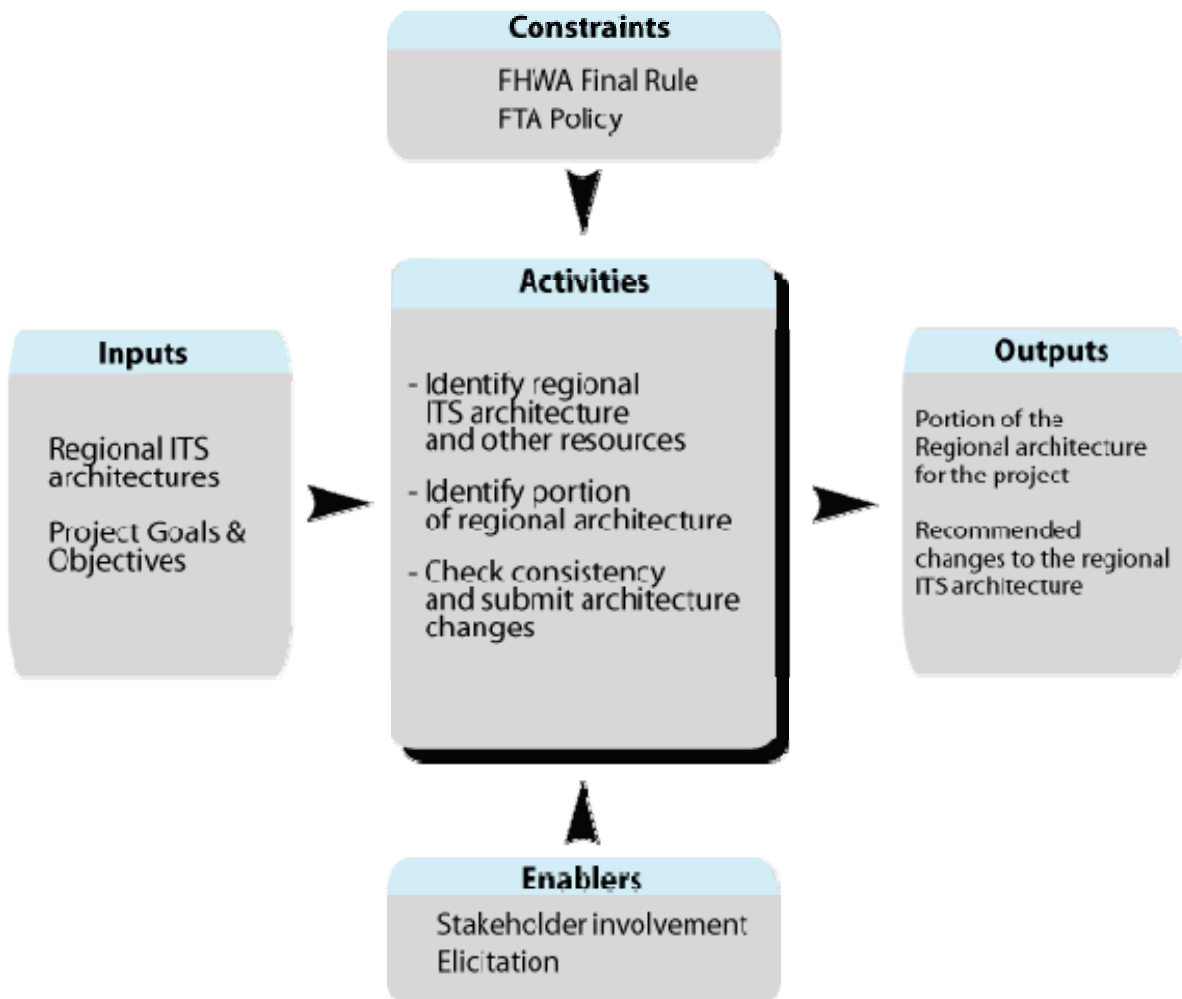 Constraints
FHWA Final Rule
FTA Policy
Activities
- Identify regional
ITS architecture
and other resources
- Identify portion
of regional architecture
- Check consistency
and submit architecture
changes
Inputs
Regional ITS
architectures
Project Goals &
Objectives
Outputs
Portion of the
Regional architecture
for the project
Recommended
changes to the regional
ITS architecture
Enablers
Stakeholder involvement
Elicitation